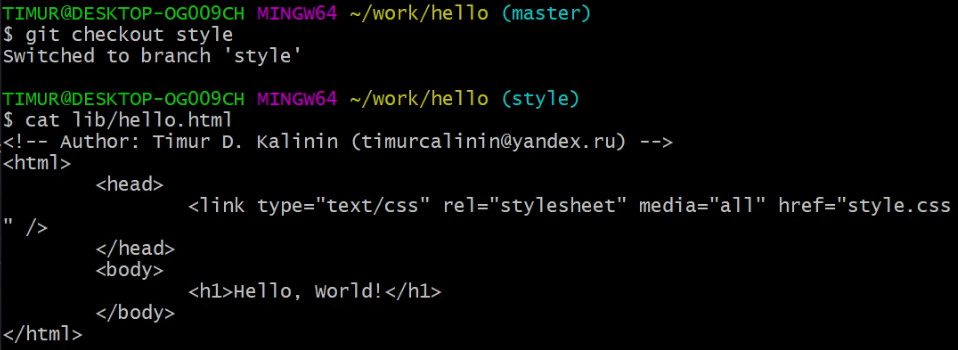 TIMUR@DESKTOP-OG009CH MINGW64 ~/work/hello (master)
$ git checkout style
Switched to branch 'style'
TIMUR@DESKTOP-OG009CH MINGW64 ~/work/hello (style)
$ cat lib/hello.html
<!-- Author: Timur D. Kalinin (timurcalinin@yandex.ru) -->
<html>
<head>
<link type="text/css" rel="stylesheet" media="all" href="style.css
" />
</head>
<body>
<h1>Hello, World!</h1>
</body>
</html>